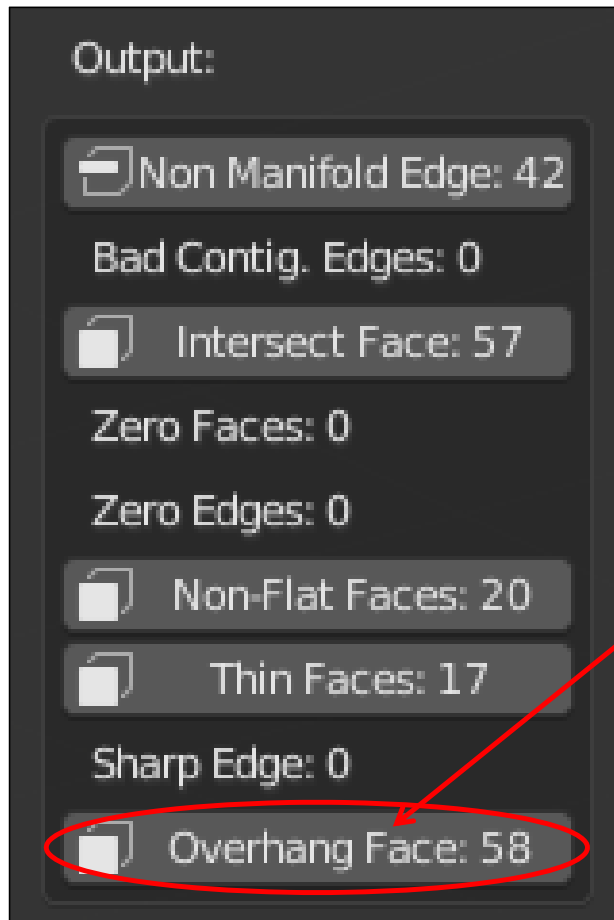 Output:
Non Manifold Edge: 42
Bad Contig. Edges: 0
Intersect Face: 57
Zero Faces: 0
Zero Edges: 0
Non-Flat Faces: 20
Thin Faces: 17
Sharp Edge: 0
Overhang Face: 58